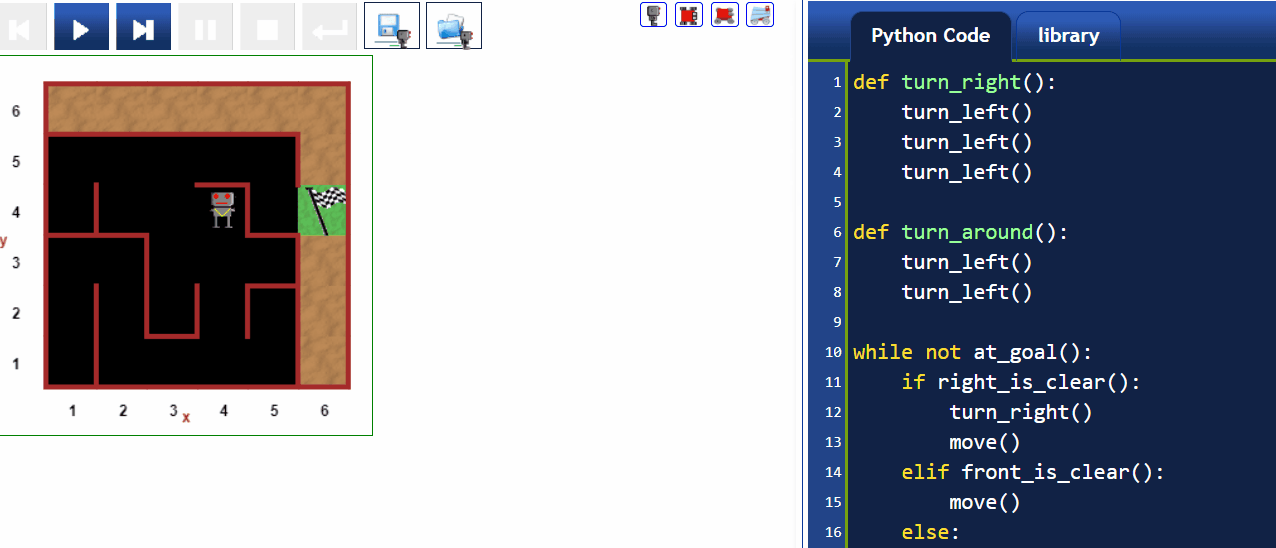 Python Code
library
6
5
4
y
3
2
1
1 2 3 x 4 5 6
1 def turn_right():
2     turn_left()
3     turn_left()
4     turn_left()
5
6 def turn_around():
7     turn_left()
8     turn_left()
9
10 while not at_goal():
11     if right_is_clear():
12         turn_right()
13         move()
14     elif front_is_clear():
15         move()
16     else: